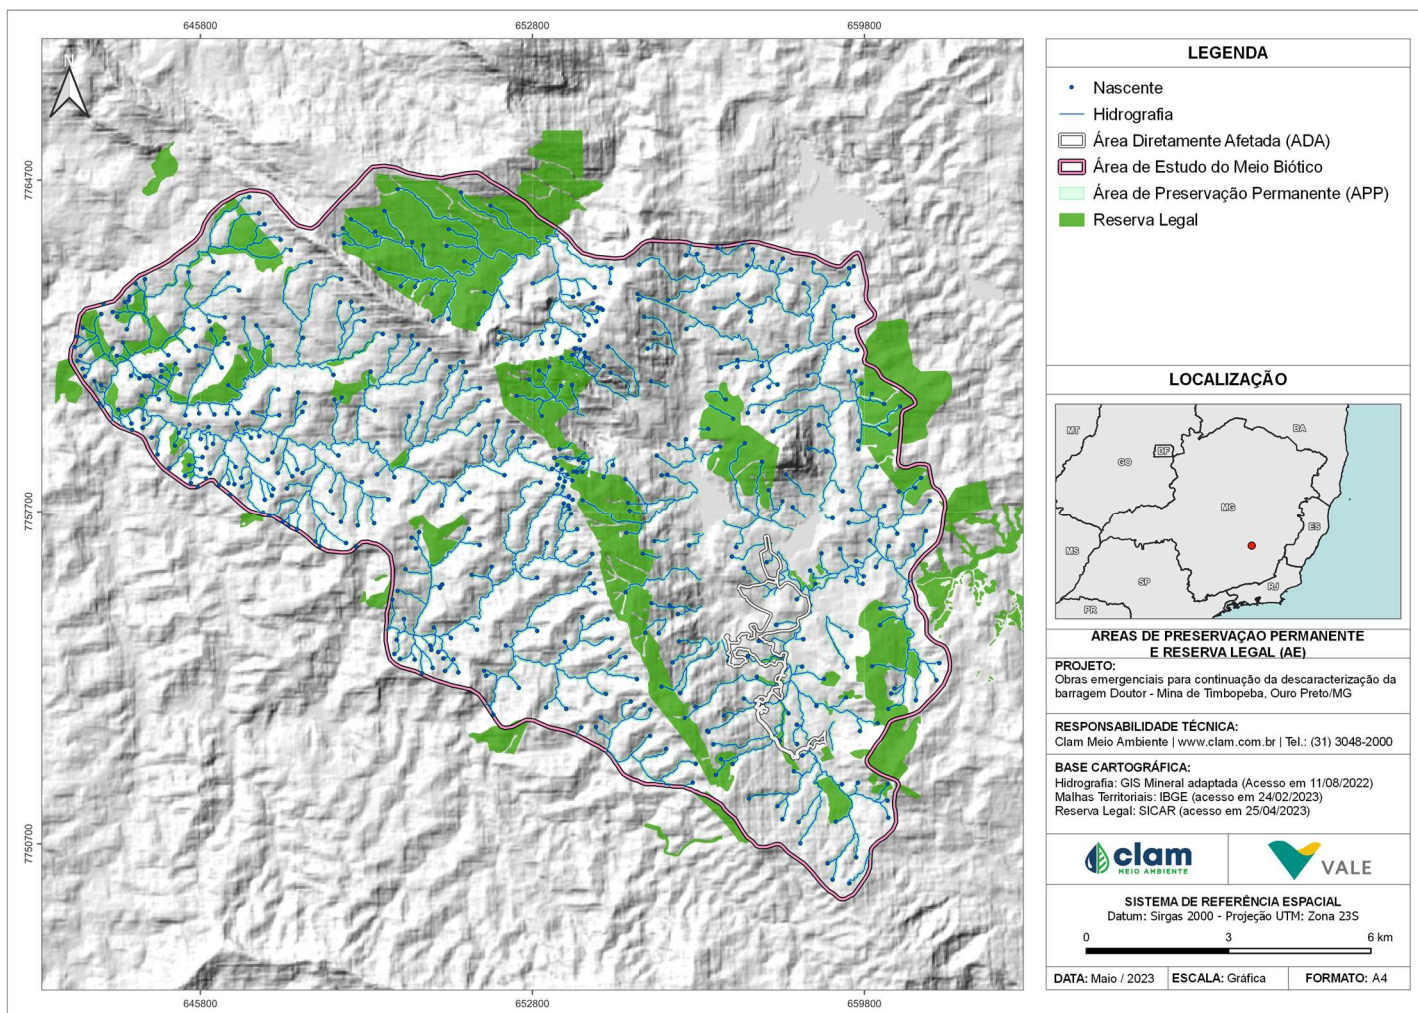 645800
652800
659800
N
7764700
7757700
7750700
645800
652800
659800
LEGENDA
Nascente
Hidrografia
Área Diretamente Afetada (ADA)
Área de Estudo do Meio Biótico
Área de Preservação Permanente (APP)
Reserva Legal
LOCALIZAÇÃO
MT
BA
DF
GO
MG
ES
MS
SP
RJ
PR
ÁREAS DE PRESERVAÇÃO PERMANENTE
E RESERVA LEGAL (AE)
PROJETO:
Obras emergenciais para continuação da descaracterização da
barragem Doutor - Mina de Timbopeba, Ouro Preto/MG
RESPONSABILIDADE TÉCNICA:
Clam Meio Ambiente | www.clam.com.br | Tel.: (31) 3048-2000
BASE CARTOGRÁFICA:
Hidrografia: GIS Mineral adaptada (Acesso em 11/08/2022)
Malhas Territoriais: IBGE (acesso em 24/02/2023)
Reserva Legal: SICAR (acesso em 25/04/2023)
clam
MEIO AMBIENTE
VALE
SISTEMA DE REFERÊNCIA ESPACIAL
Datum: Sirgas 2000 - Projeção UTM: Zona 23S
0 3 6 km
DATA: Maio / 2023 ESCALA: Gráfica FORMATO: A4